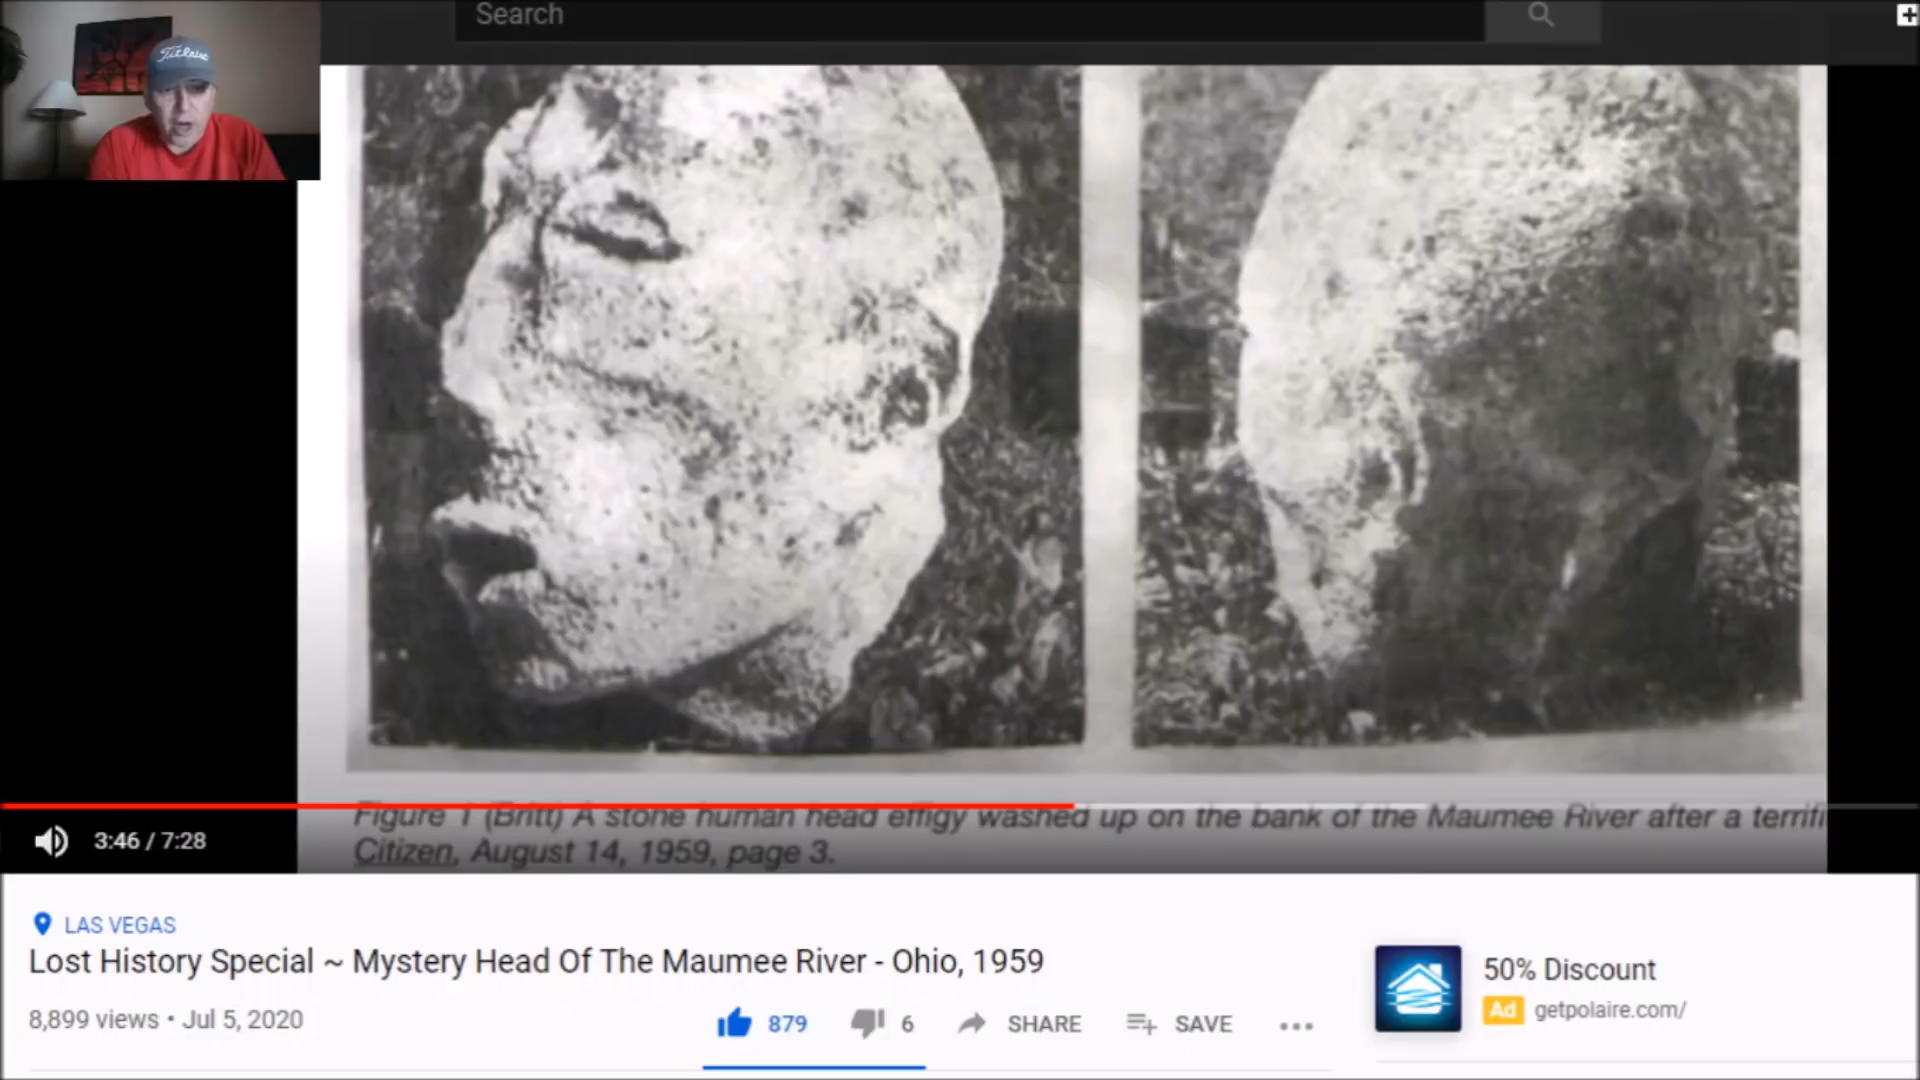 Search
Titleist
Figure 1 (Britt) A stone human head effigy washed up on the bank of the Maumee River after a terrifi
Citizen, August 14, 1959, page 3.
3:46 / 7:28
LAS VEGAS
Lost History Special ~ Mystery Head Of The Maumee River - Ohio, 1959
8,899 views • Jul 5, 2020
879
6
SHARE
SAVE
50% Discount
Ad getpolaire.com/